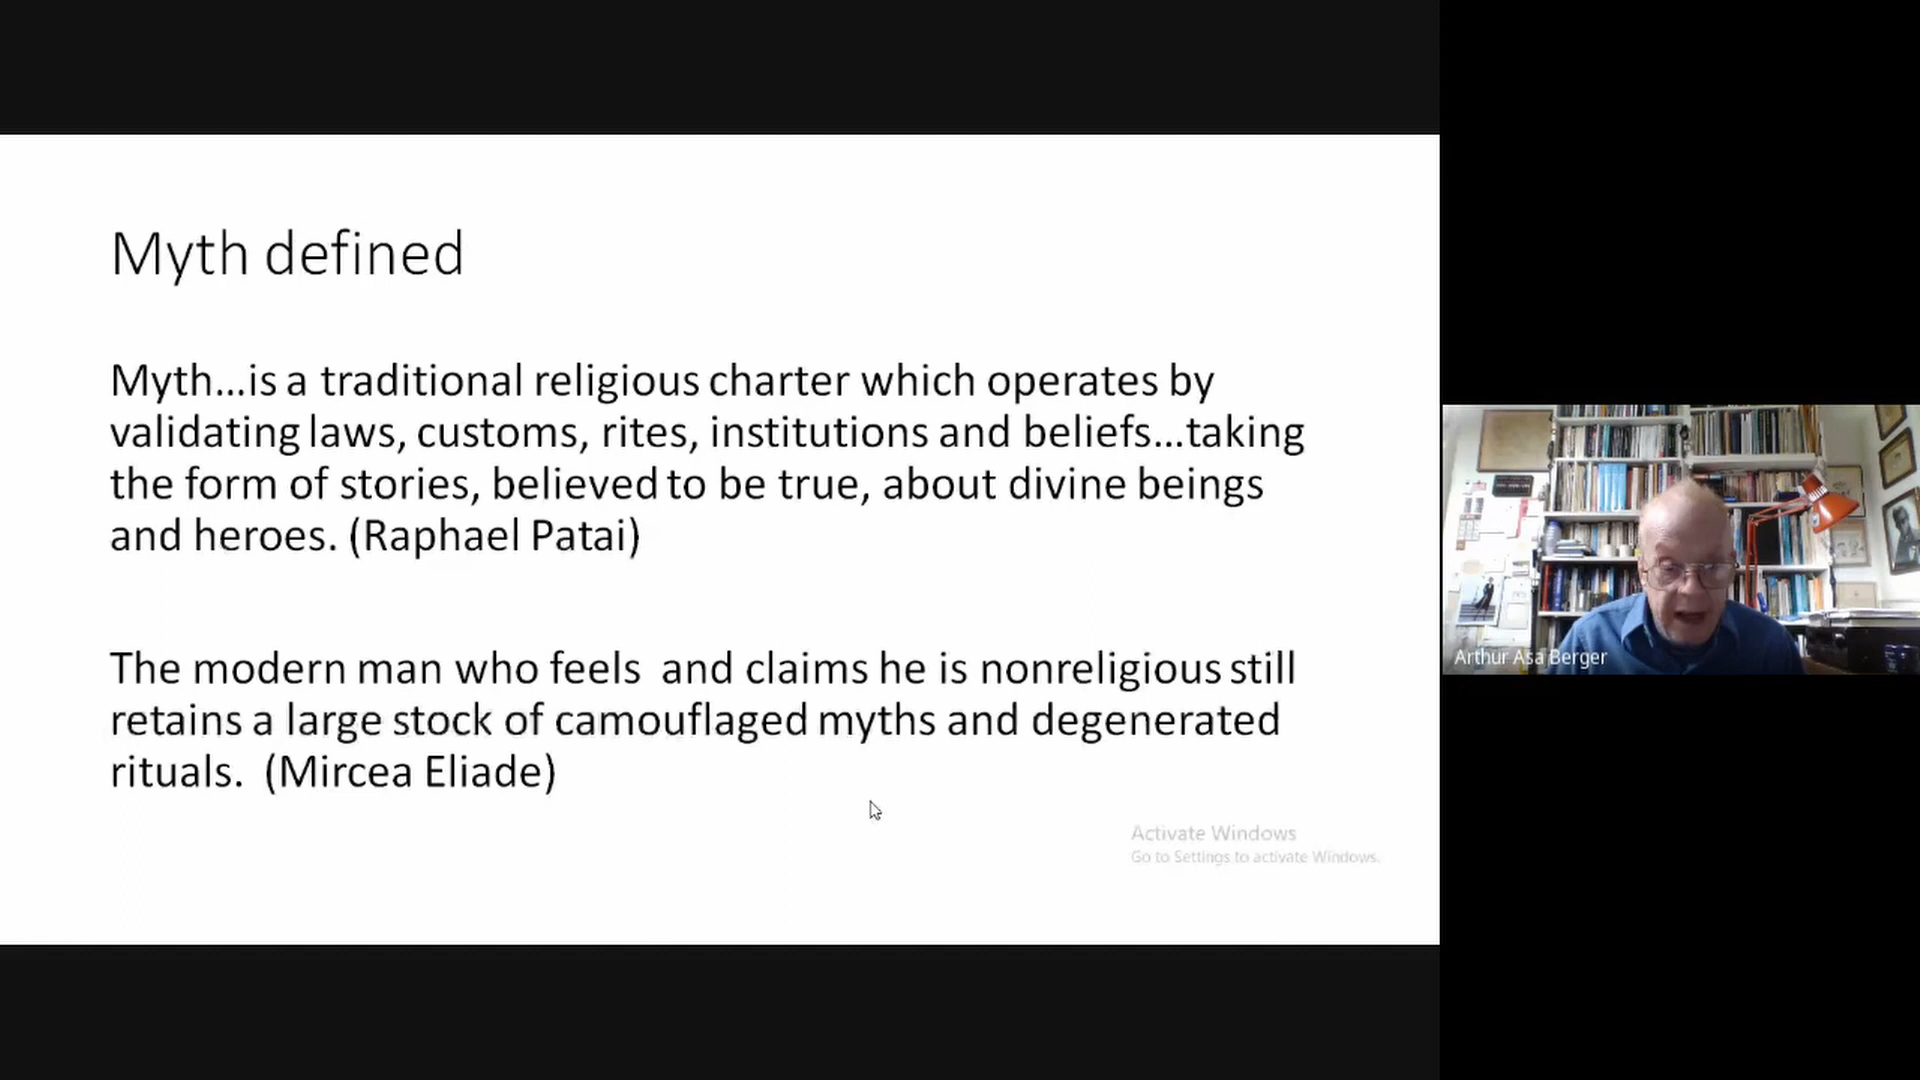 Myth defined
Myth...is a traditional religious charter which operates by
validating laws, customs, rites, institutions and beliefs...taking
the form of stories, believed to be true, about divine beings
and heroes. (Raphael Patai)
The modern man who feels  and claims he is nonreligious still
retains a large stock of camouflaged myths and degenerated
rituals.  (Mircea Eliade)
Activate Windows
Go to Settings to activate Windows.
Arthur Asa Berger